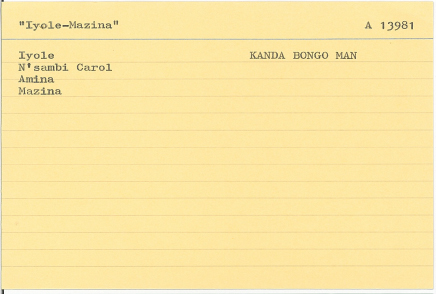 "Iyole-Mazina" A 13981
Iyole KANDA BONGO MAN
N'sambi Carol
Amina
Mazina